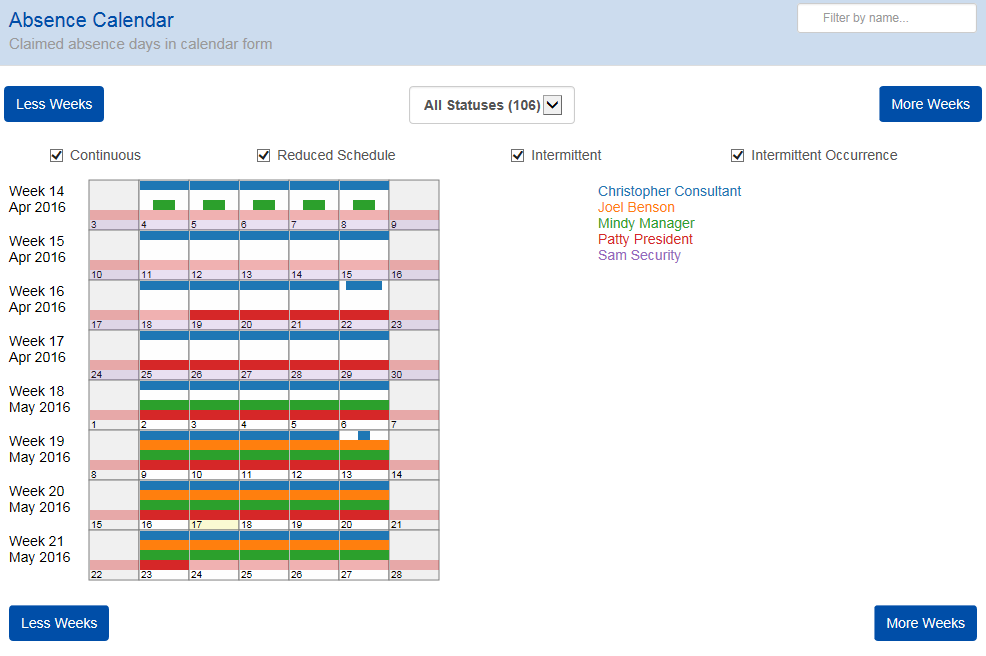 Absence Calendar
Filter by name...
Claimed absence days in calendar form
Less Weeks
All Statuses (106)
More Weeks
Continuous
Reduced Schedule
Intermittent
Intermittent Occurrence
Week 14
Apr 2016
3 4 5 6 7 8 9
Week 15
Apr 2016
10 11 12 13 14 15 16
Week 16
Apr 2016
17 18 19 20 21 22 23
Week 17
Apr 2016
24 25 26 27 28 29 30
Week 18
May 2016
1 2 3 4 5 6 7
Week 19
May 2016
8 9 10 11 12 13 14
Week 20
May 2016
15 16 17 18 19 20 21
Week 21
May 2016
22 23 24 25 26 27 28
Christopher Consultant
Joel Benson
Mindy Manager
Patty President
Sam Security
Less Weeks
More Weeks